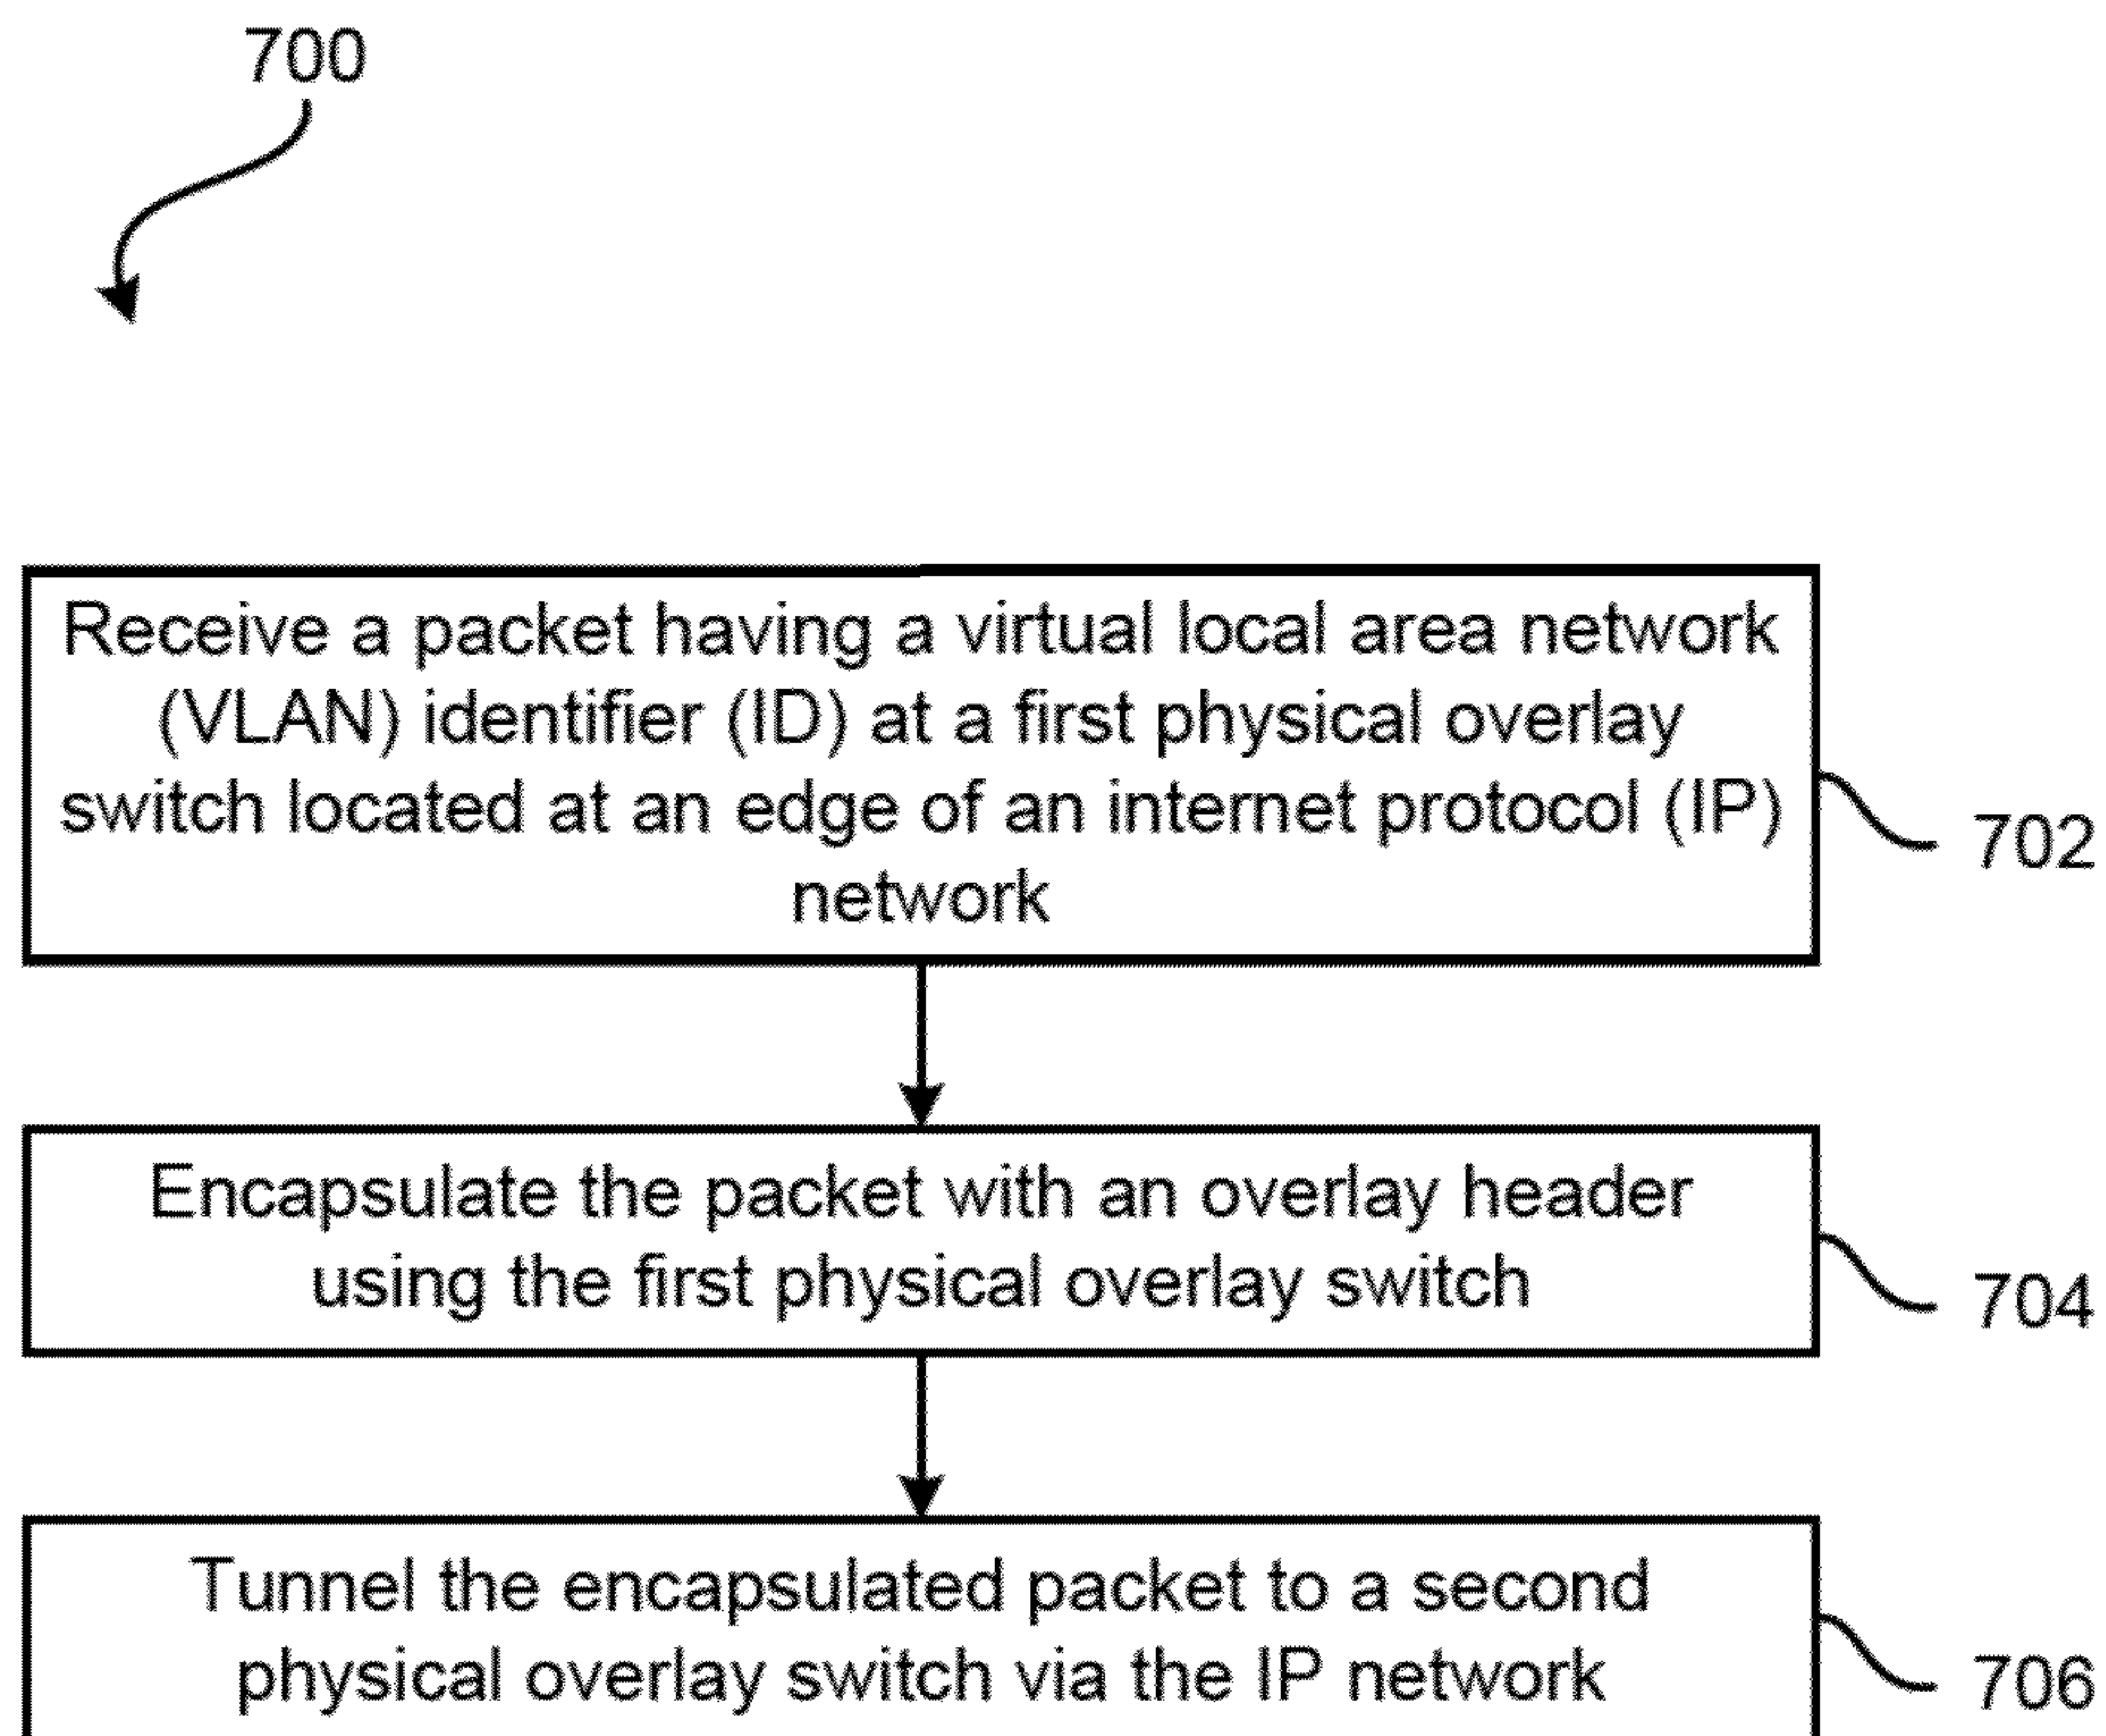 700
Receive a packet having a virtual local area network
(VLAN) identifier (ID) at a first physical overlay
switch located at an edge of an internet protocol (IP)
network
702
Encapsulate the packet with an overlay header
using the first physical overlay switch
704
Tunnel the encapsulated packet to a second
physical overlay switch via the IP network
706